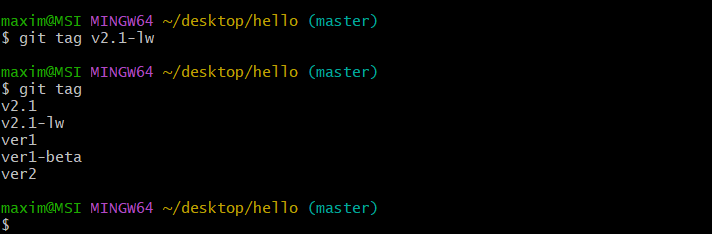 maxim@MSI MINGW64 ~/desktop/hello (master)
$ git tag v2.1-lw
maxim@MSI MINGW64 ~/desktop/hello (master)
$ git tag
v2.1
v2.1-lw
ver1
ver1-beta
ver2
maxim@MSI MINGW64 ~/desktop/hello (master)
$